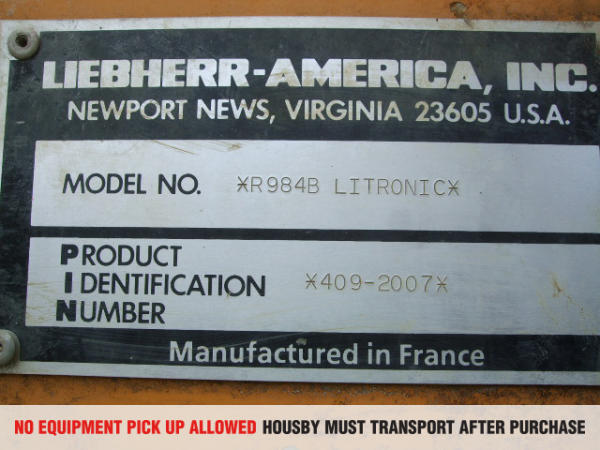 LIEBHERR-AMERICA, INC.
NEWPORT NEWS, VIRGINIA 23605 U.S.A.
MODEL NO. *R984B LITRONIC*
PRODUCT
IDENTIFICATION *409-2007*
NUMBER
Manufactured in France
NO EQUIPMENT PICK UP ALLOWED HOUSBY MUST TRANSPORT AFTER PURCHASE